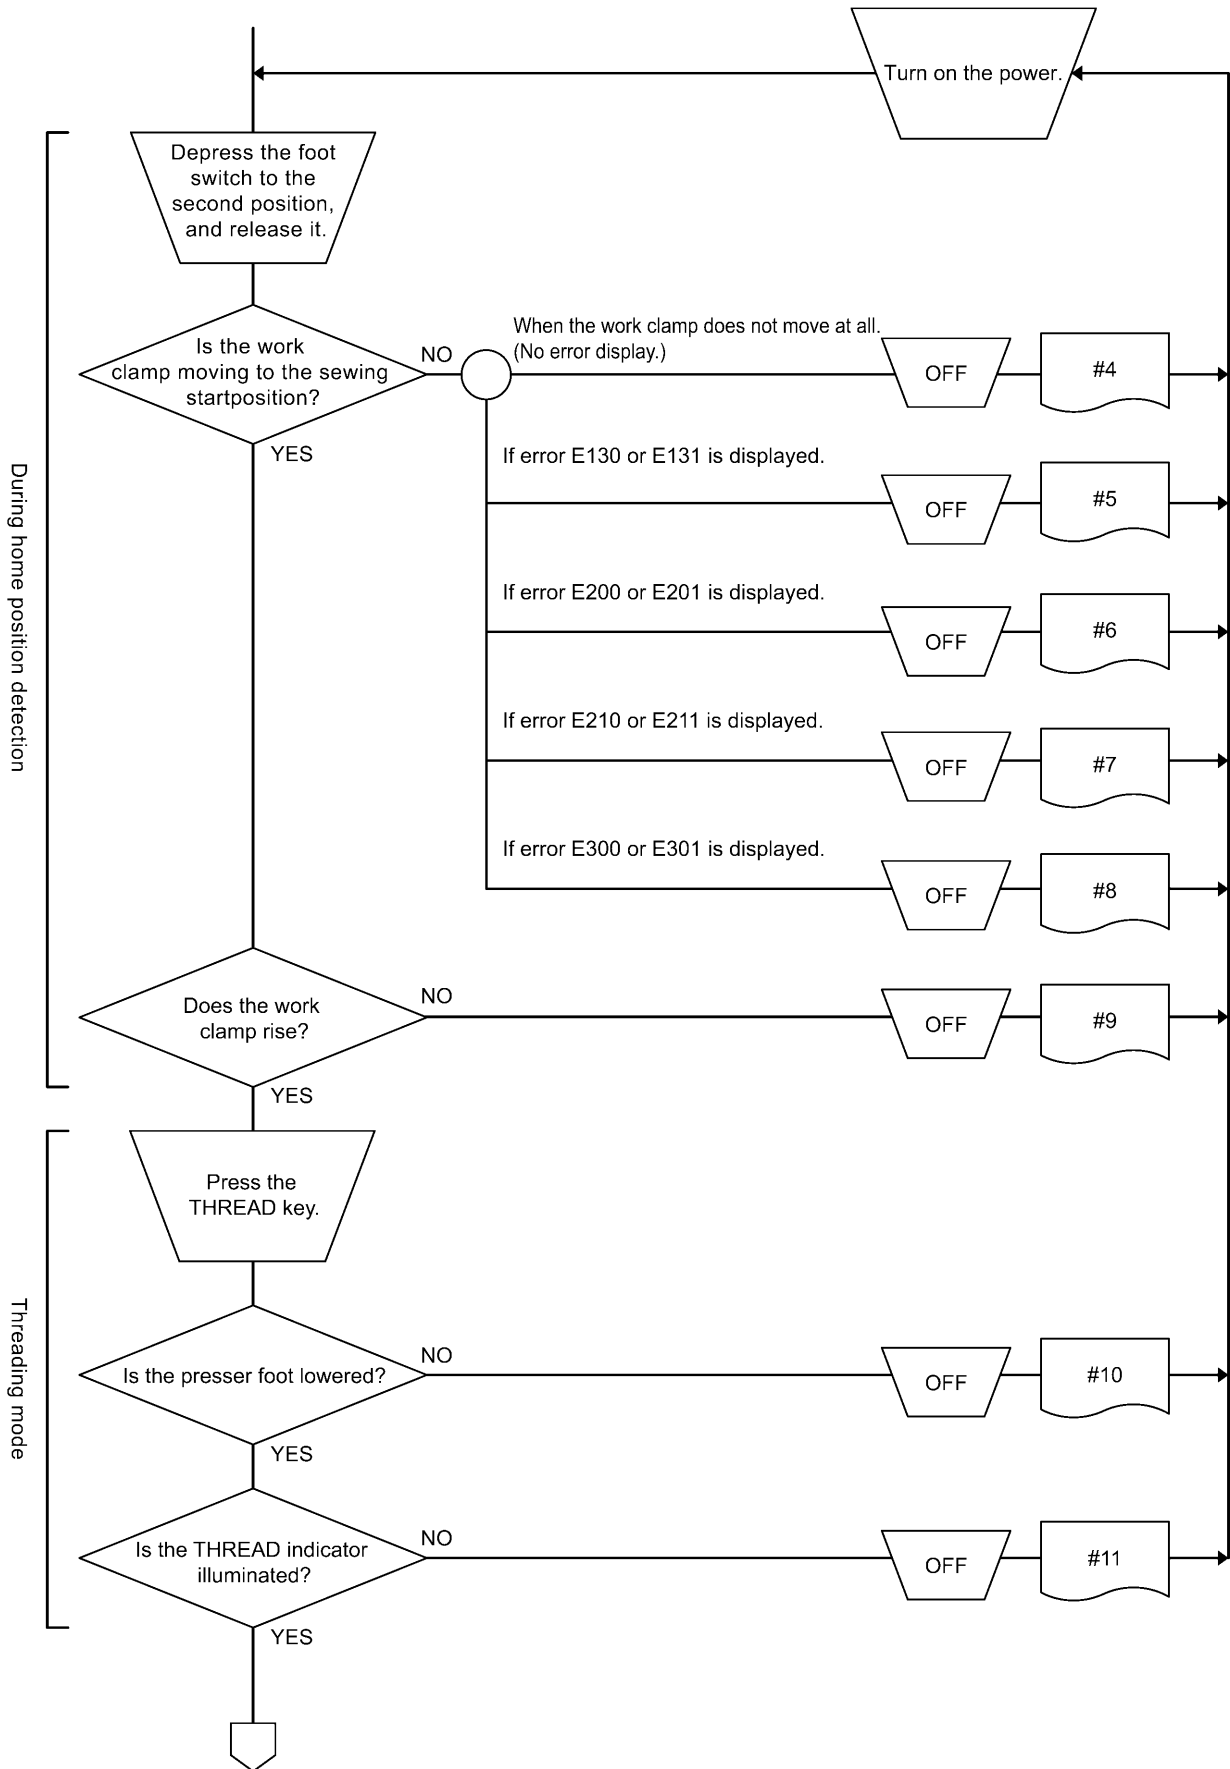 Turn on the power.
Depress the foot
switch to the
second position,
and release it.
During home position detection
Is the work
clamp moving to the sewing
startposition?
NO
YES
When the work clamp does not move at all.
(No error display.)
OFF
#4
If error E130 or E131 is displayed.
OFF
#5
If error E200 or E201 is displayed.
OFF
#6
If error E210 or E211 is displayed.
OFF
#7
If error E300 or E301 is displayed.
OFF
#8
Does the work
clamp rise?
NO
OFF
#9
YES
Threading mode
Press the
THREAD key.
Is the presser foot lowered?
NO
OFF
#10
YES
Is the THREAD indicator
illuminated?
NO
OFF
#11
YES